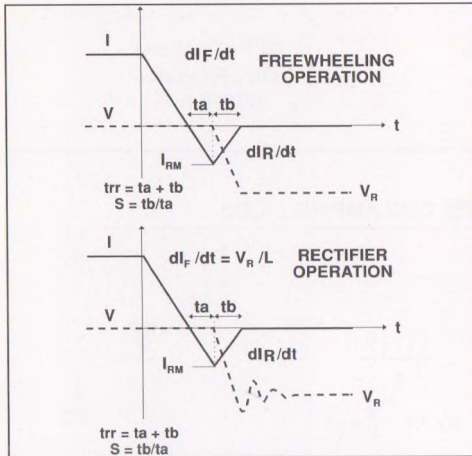 I
dIF/dt
FREEWHEELING
OPERATION
ta tb
V
t
IRM
dIR/dt
trr = ta + tb
S = tb/ta
VR
I
dIF/dt = VR/L
RECTIFIER
OPERATION
ta tb
V
t
IRM
dIR/dt
VR
trr = ta + tb
S = tb/ta